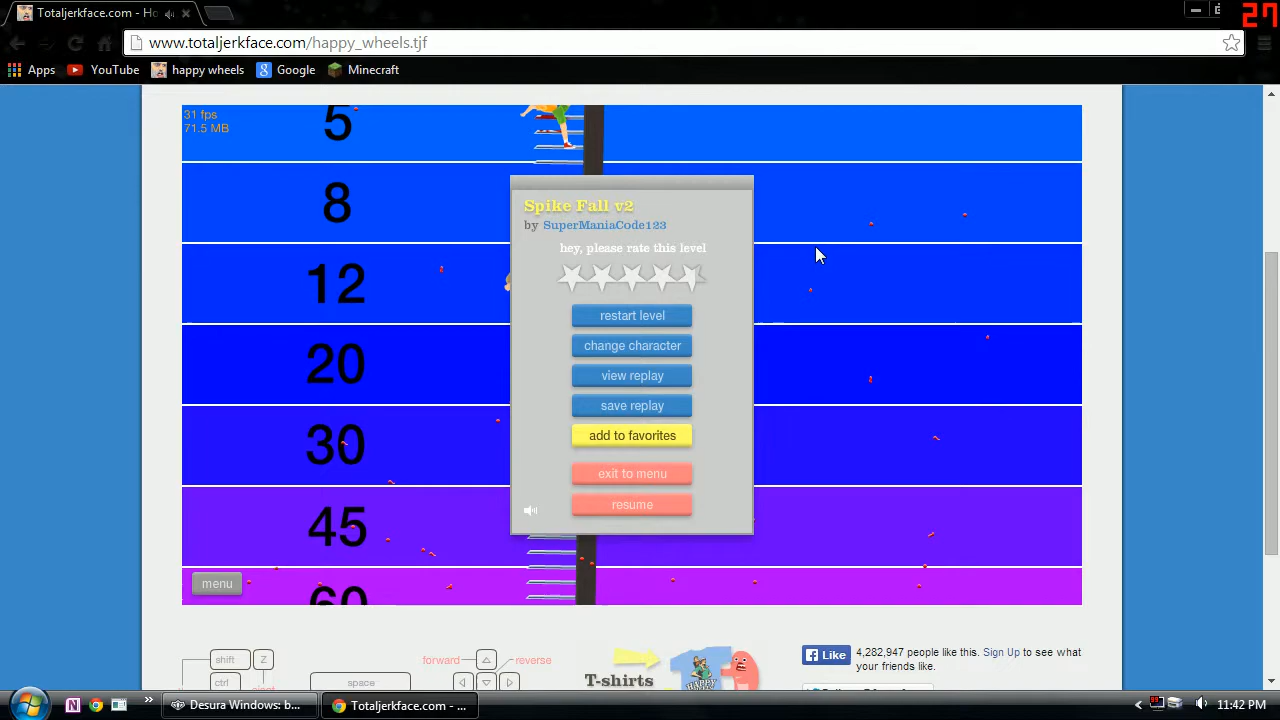 Totaljerkface.com - Happ
27
www.totaljerkface.com/happy_wheels.tjf
Apps YouTube happy wheels Google Minecraft
31 fps
71.5 MB
5
8
12
20
30
45
60
Spike Fall v2
by SuperManiaCode123
hey, please rate this level
restart level
change character
view replay
save replay
add to favorites
exit to menu
resume
menu
shift Z
ctrl
space
forward
reverse
T-shirts
Like 4,282,492 people like this. Sign Up to see what
your friends like.
Desura Windows: b... Totaljerkface.com - ... 11:42 PM